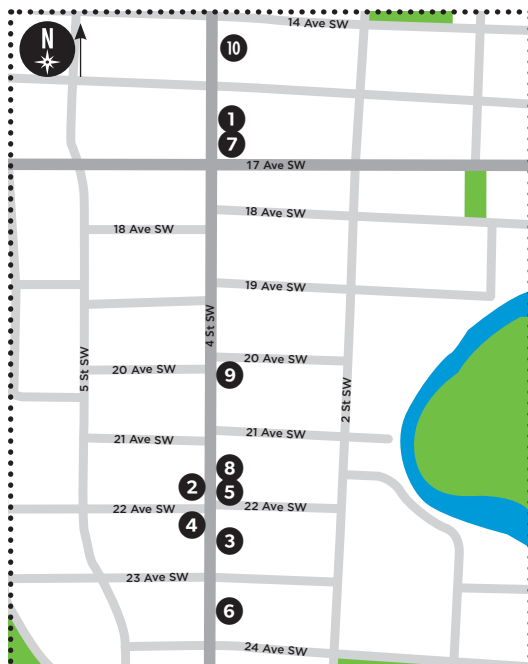 14 Ave SW
N
10
1
7
17 Ave SW
18 Ave SW
18 Ave SW
19 Ave SW
4 St SW
5 St SW
20 Ave SW
20 Ave SW
9
2 St SW
21 Ave SW
21 Ave SW
8
2
5
22 Ave SW
22 Ave SW
4
3
23 Ave SW
6
24 Ave SW